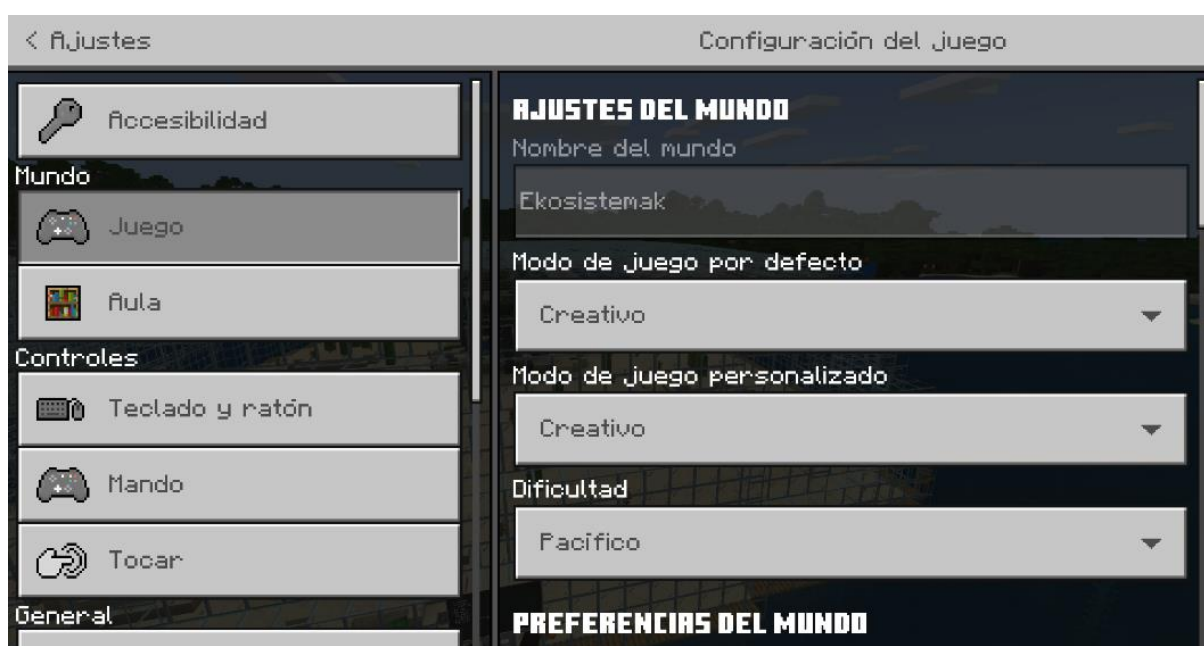 < Ajustes
Configuración del juego
Accesibilidad
Mundo
Juego
Aula
Controles
Teclado y ratón
Mando
Tocar
General
AJUSTES DEL MUNDO
Nombre del mundo
Ekosistemak
Modo de juego por defecto
Creativo
Modo de juego personalizado
Creativo
Dificultad
Pacífico
PREFERENCIAS DEL MUNDO